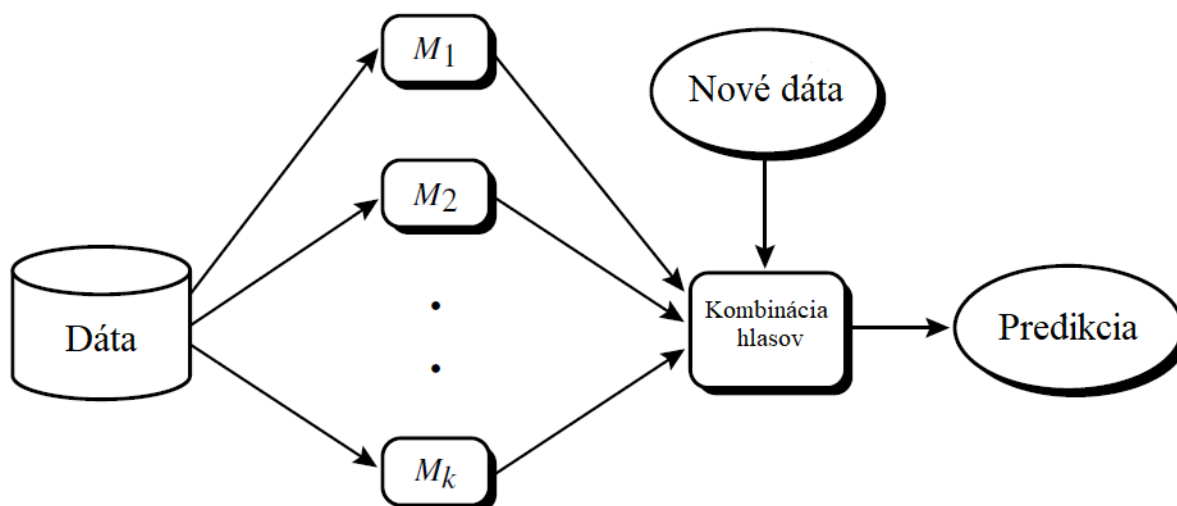 M1
Nové dáta
M2
Dáta
Kombinácia
hlasov
Predikcia
Mk